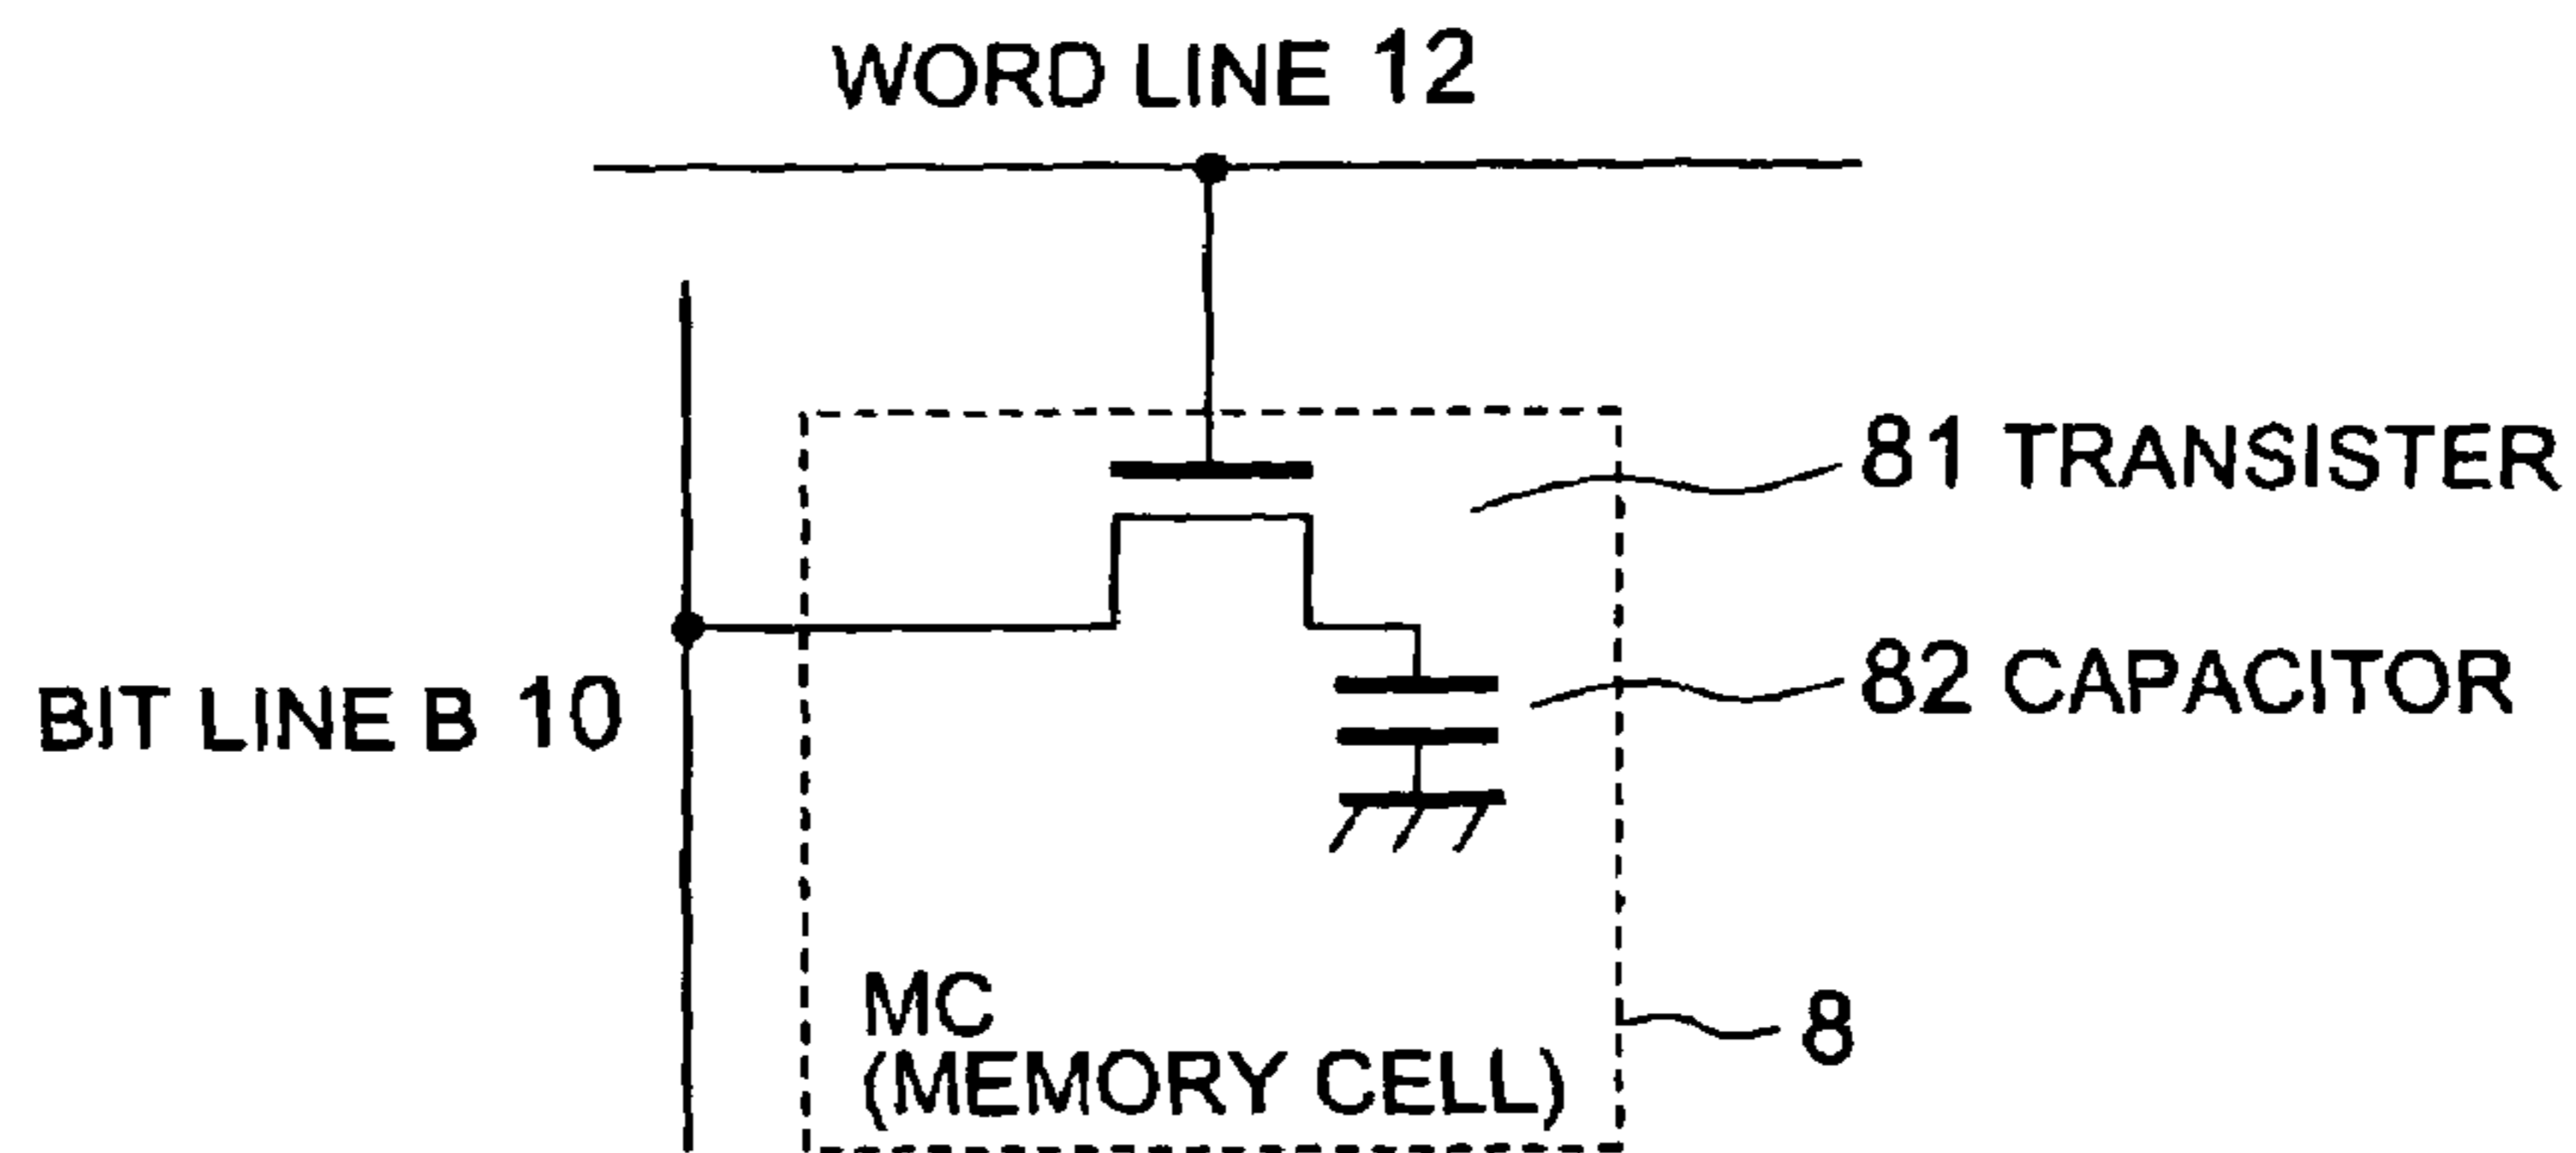 WORD LINE 12
81 TRANSISTER
82 CAPACITOR
BIT LINE B 10
MC
(MEMORY CELL)
8